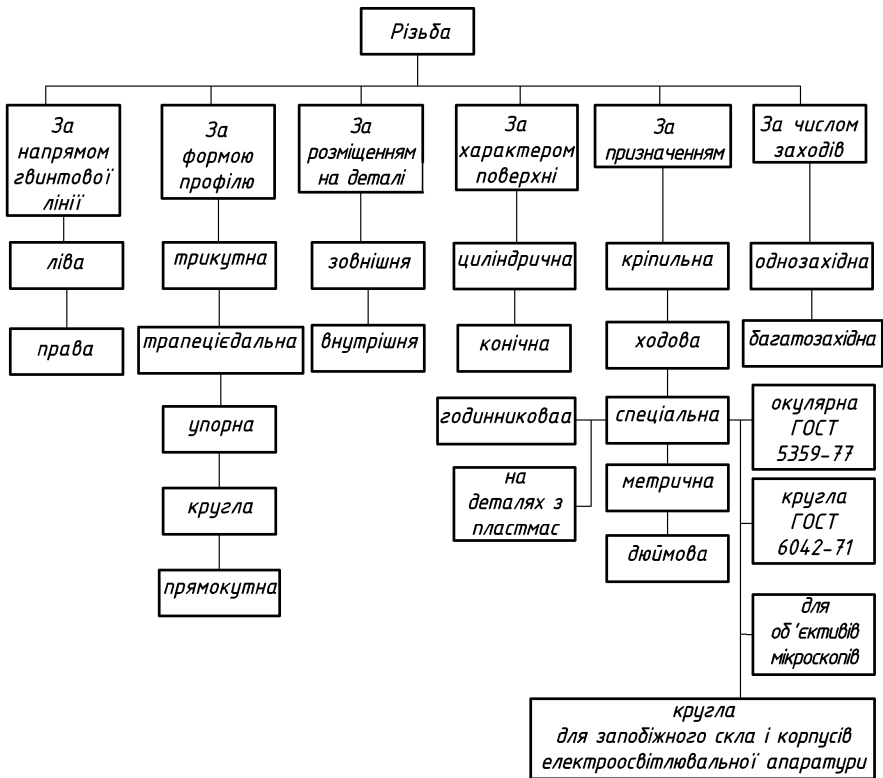 Різьба
За
напрямом
гвинтової
лінії
ліва
права
За
формою
профілю
трикутна
трапецієдальна
упорна
кругла
прямокутна
За
розміщенням
на деталі
зовнішня
внутрішня
За
характером
поверхні
циліндрична
конічна
За
призначенням
кріпильна
ходова
спеціальна
метрична
дюймова
годинниковаа
на
деталях з
пластмас
окулярна
ГОСТ
5359-77
кругла
ГОСТ
6042-71
для
об'єктивів
мікроскопів
кругла
для запобіжного скла і корпусів
електроосвітлювальної апаратури
За числом
заходів
однозахідна
багатозахідна